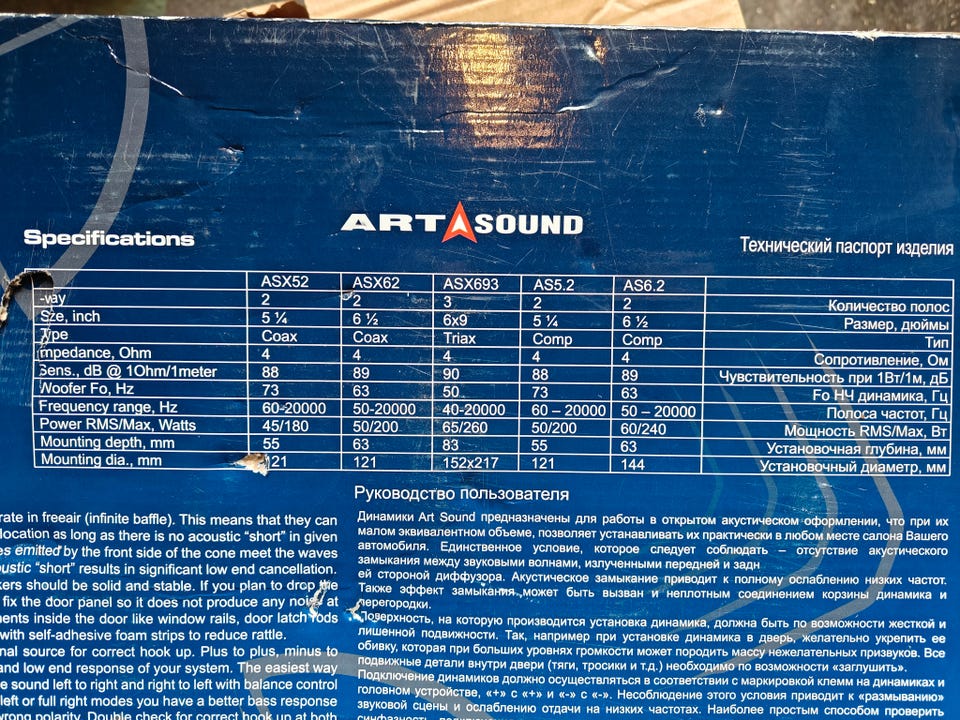 ART SOUND
Specifications
Технический паспорт изделия
ASX52 ASX62 ASX693 AS5.2 AS6.2
-way 2 2 3 2 2 Количество полос
Sze, inch 5 ¼ 6 ½ 6x9 5 ¼ 6 ½ Размер, дюймы
Type Coax Coax Triax Comp Comp Тип
mpedance, Ohm 4 4 4 4 4 Сопротивление, Ом
Sens., dB @ 1Ohm/1meter 88 89 90 88 89 Чувствительность при 1Вт/1м, дБ
Woofer Fo, Hz 73 63 50 73 63 Fo НЧ динамика, Гц
Frequency range, Hz 60-20000 50-20000 40-20000 60 – 20000 50 – 20000 Полоса частот, Гц
Power RMS/Max, Watts 45/180 50/200 65/260 50/200 60/240 Мощность RMS/Max, Вт
Mounting depth, mm 55 63 83 55 63 Установочная глубина, мм
Mounting dia., mm 121 121 152x217 121 144 Установочный диаметр, мм
rate in freeair (infinite baffle). This means that they can
location as long as there is no acoustic “short” in given
es emitted by the front side of the cone meet the waves
oustic “short” results in significant low end cancellation.
kers should be solid and stable. If you plan to drop the
fix the door panel so it does not produce any noise at
nents inside the door like window rails, door latch rods
with self-adhesive foam strips to reduce rattle.
nal source for correct hook up. Plus to plus, minus to
and low end response of your system. The easiest way
e sound left to right and right to left with balance control
left or full right modes you have a better bass response
wrong polarity. Double check for correct hook up at both
Руководство пользователя
Динамики Art Sound предназначены для работы в открытом акустическом оформлении, что при их
малом эквивалентном объеме, позволяет устанавливать их практически в любом месте салона Вашего
автомобиля. Единственное условие, которое следует соблюдать – отсутствие акустического
замыкания между звуковыми волнами, излученными передней и задн
ей стороной диффузора. Акустическое замыкание приводит к полному ослаблению низких частот.
Также эффект замыкания может быть вызван и неплотным соединением корзины динамика и
перегородки.
Поверхность, на которую производится установка динамика, должна быть по возможности жесткой и
лишенной подвижности. Так, например при установке динамика в дверь, желательно укрепить ее
обивку, которая при больших уровнях громкости может породить массу нежелательных призвуков. Все
подвижные детали внутри двери (тяги, тросики и т.д.) необходимо по возможности «заглушить».
Подключение динамиков должно осуществляться в соответствии с маркировкой клемм на динамиках и
головном устройстве, «+» с «+» и «-» с «-». Несоблюдение этого условия приводит к «размыванию»
звуковой сцены и ослаблению отдачи на низких частотах. Наиболее простым способом проверить